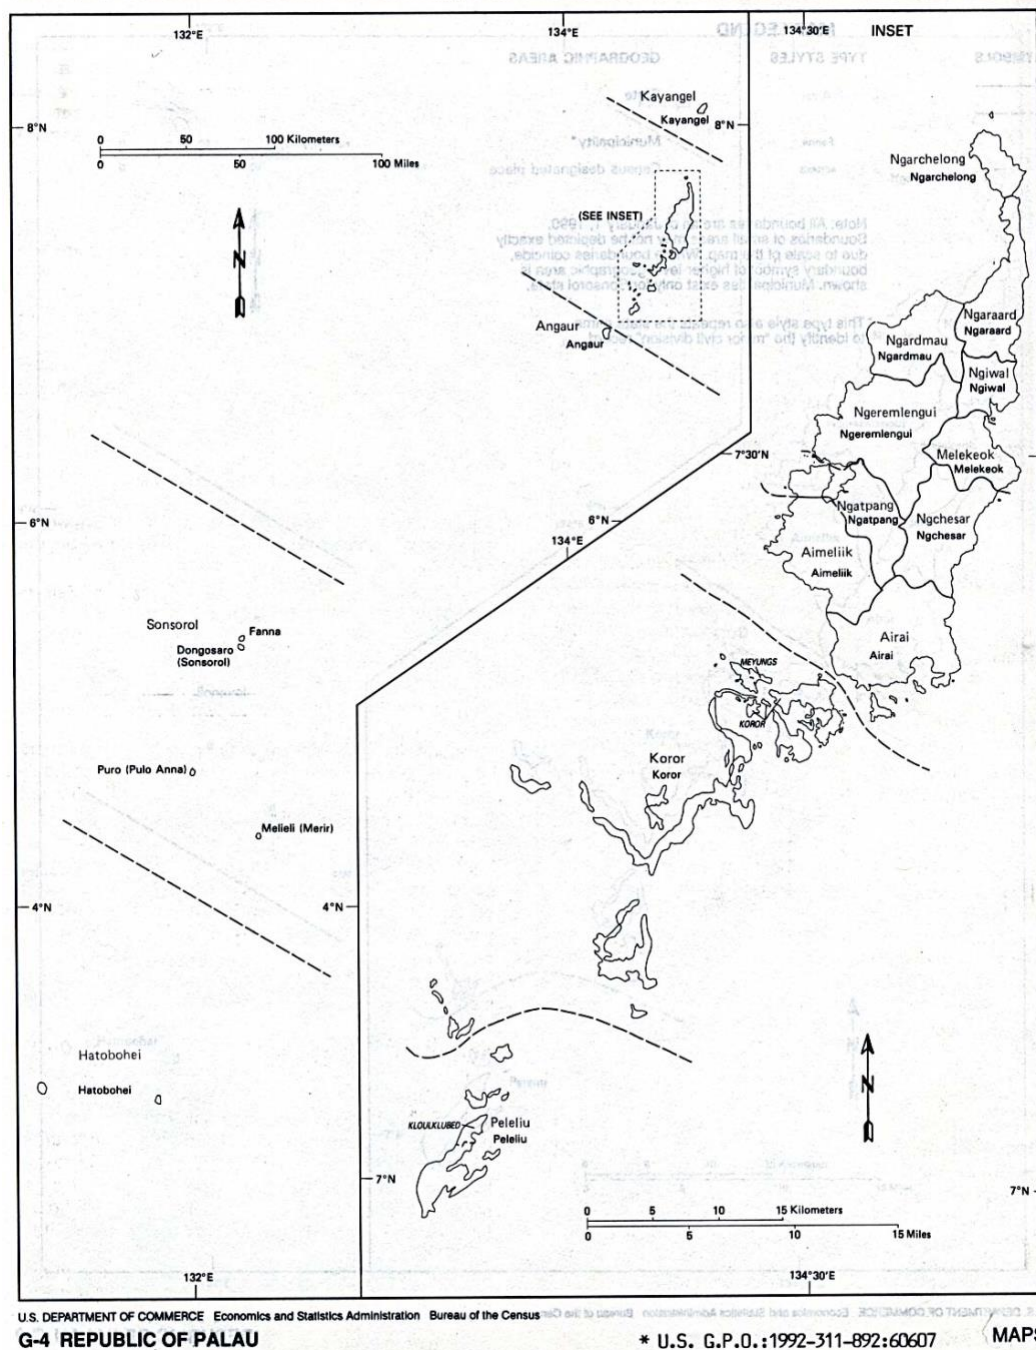 132°E
134°E
134°30'E
INSET
Kayangel
Kayangel
8°N
8°N
0 50 100 Kilometers
0 50 100 Miles
N
(SEE INSET)
Angaur
Angaur
Ngarchelong
Ngarchelong
Ngaraard
Ngaraard
Ngardmau
Ngardmau
Ngiwal
Ngiwal
Ngeremlengui
Ngeremlengui
7°30'N
Melekeok
Melekeok
Ngatpang
Ngatpang
Ngchesar
Ngchesar
6°N
6°N
134°E
Aimeliik
Aimeliik
Airai
Airai
Sonsorol
Fanna
Dongosaro
(Sonsorol)
MEYUNGS
KOROR
Koror
Koror
Puro (Pulo Anna)
Melieli (Merir)
4°N
4°N
Hatobohei
Hatobohei
N
KLOULKLUBED
Peleliu
Peleliu
7°N
7°N
0 5 10 15 Kilometers
0 5 10 15 Miles
132°E
134°30'E
U.S. DEPARTMENT OF COMMERCE Economics and Statistics Administration Bureau of the Census
G-4 REPUBLIC OF PALAU
* U.S. G.P.O.:1992-311-892:60607
MAPS